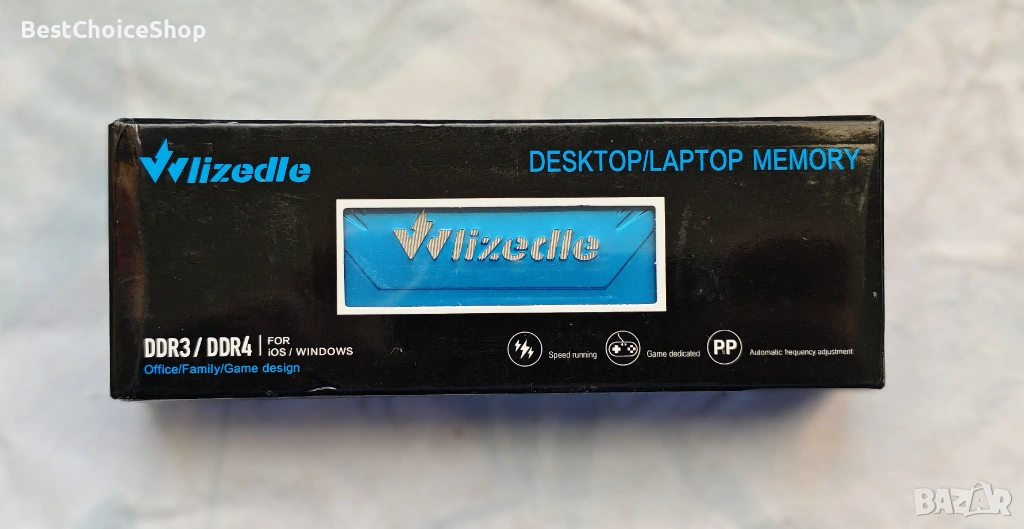 BestChoiceShop
Wlizedle
DESKTOP/LAPTOP MEMORY
Wlizedle
DDR3 / DDR4 | FOR
iOS / WINDOWS
Office/Family/Game design
Speed running
Game dedicated
PP
Automatic frequency adjustment
BAZAR